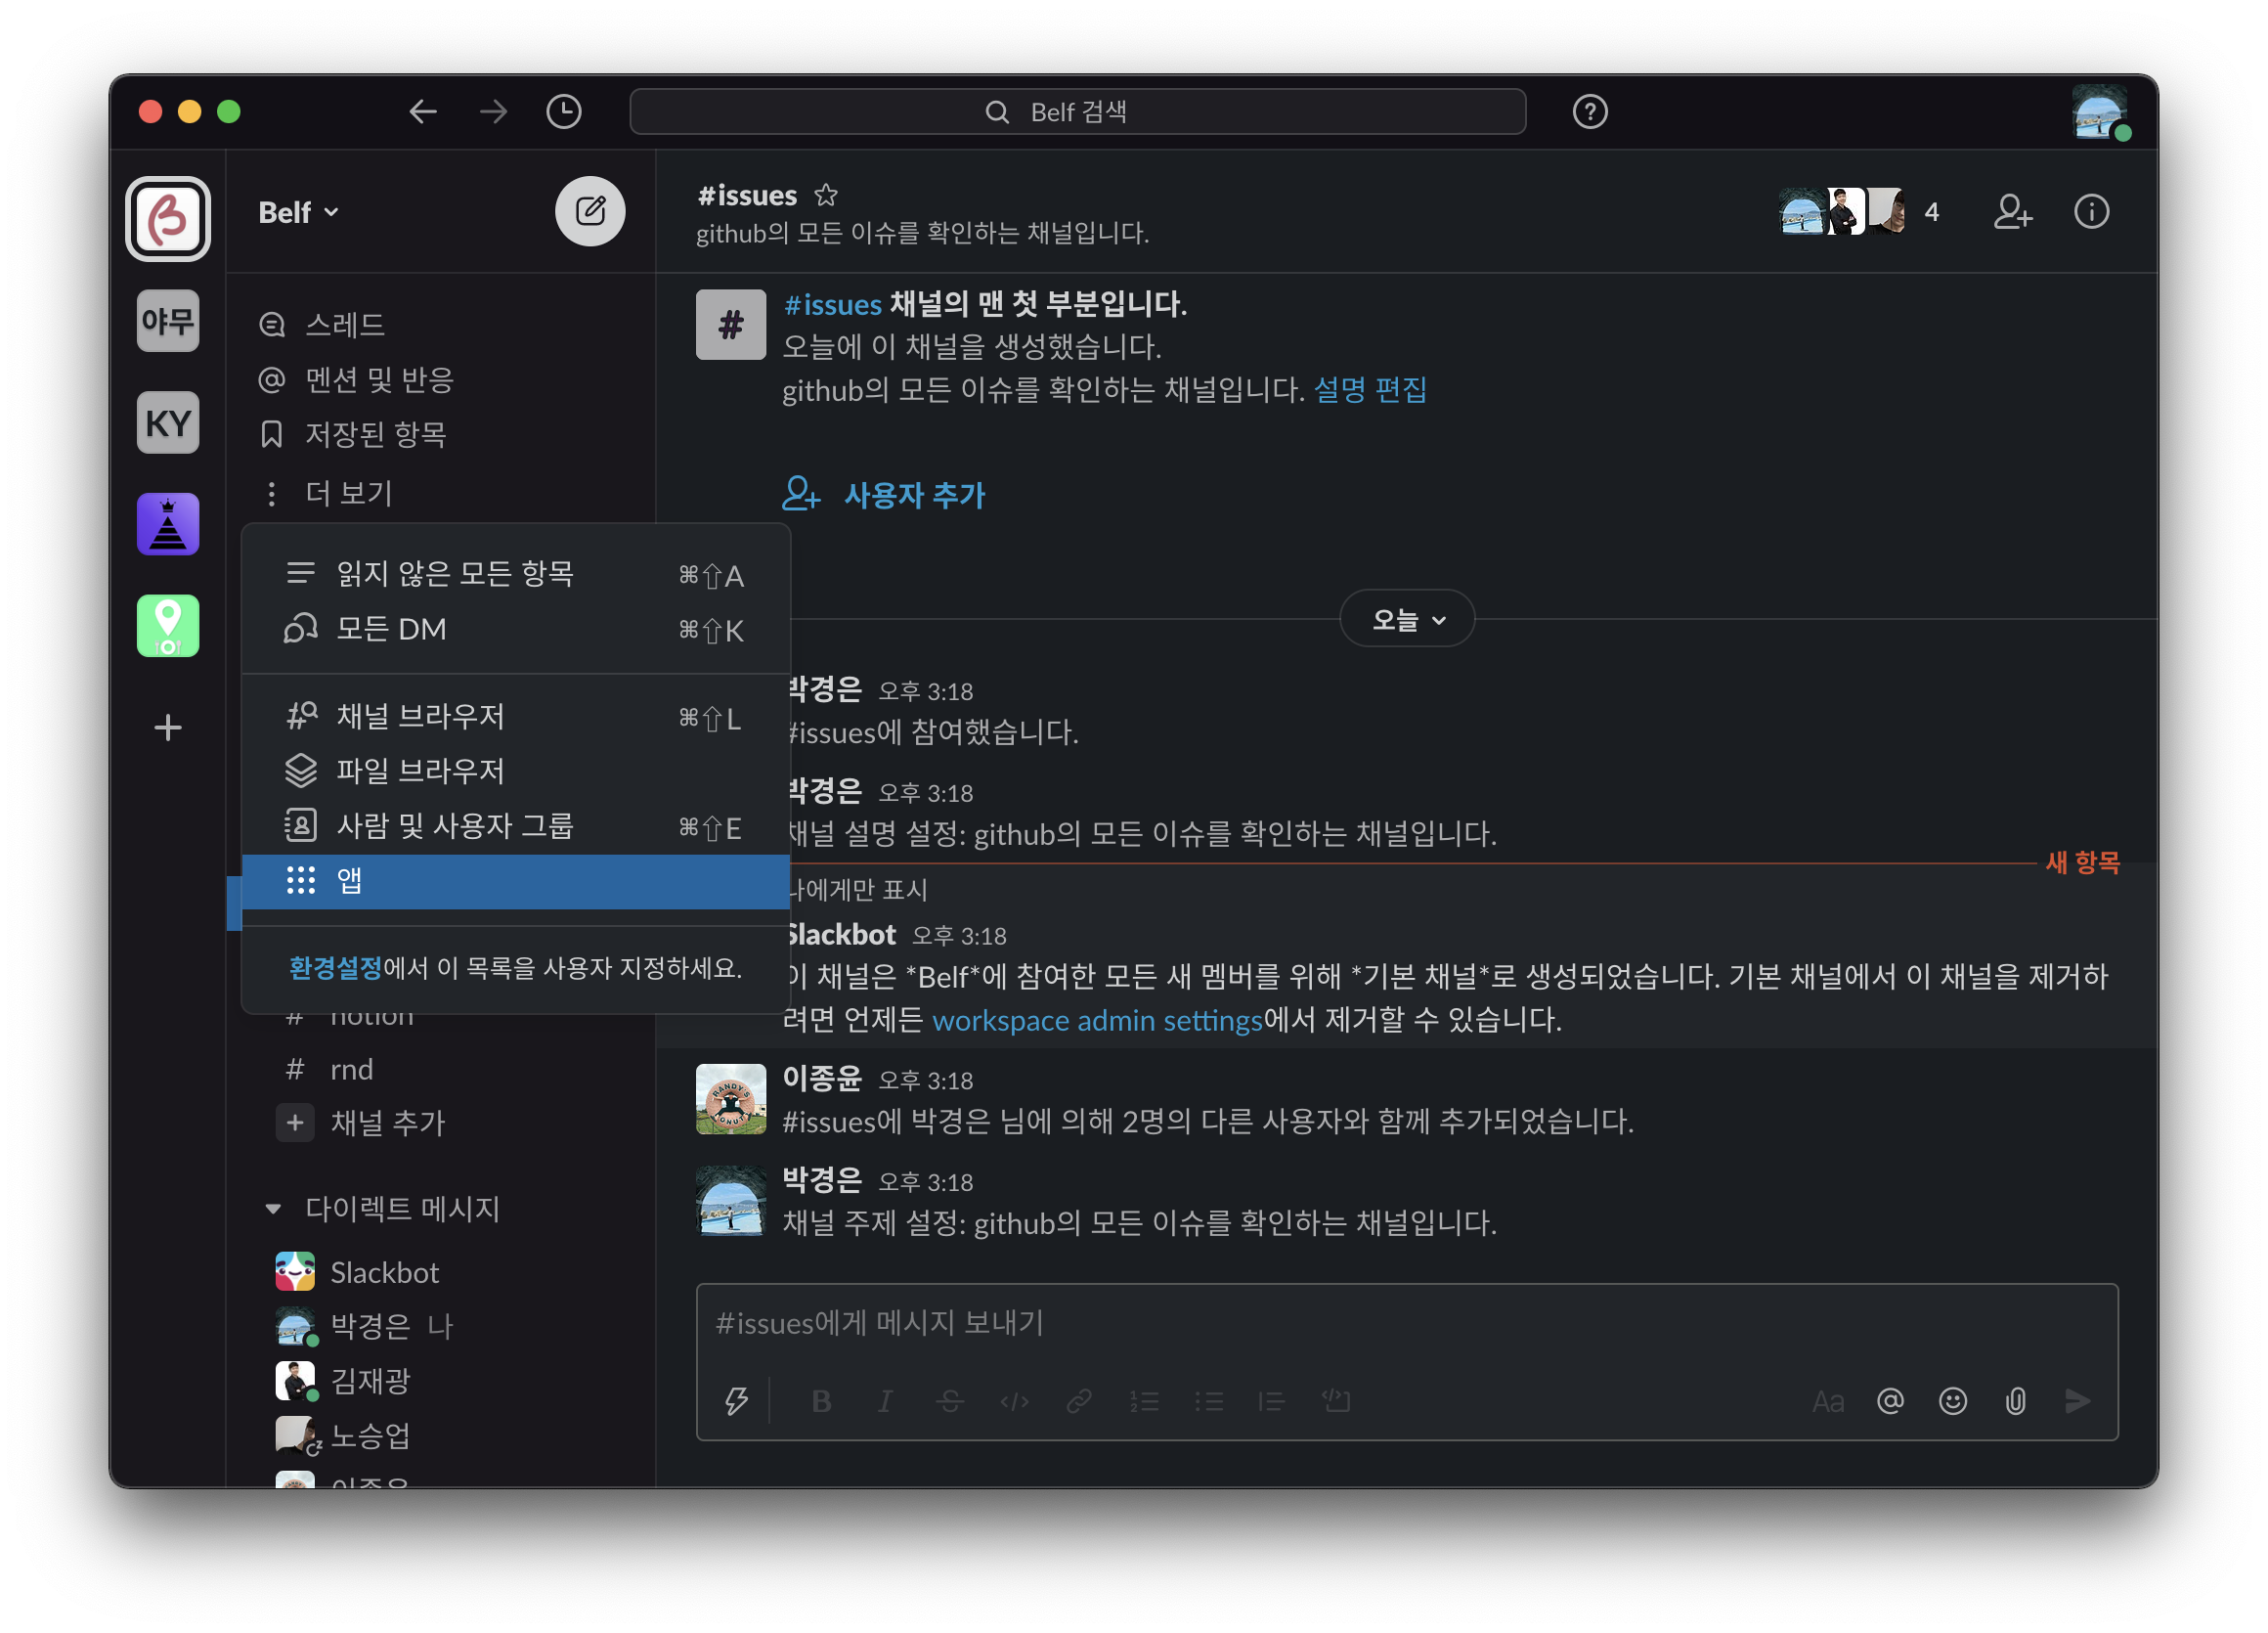 Belf 검색
Belf
야무
KY
스레드
멘션 및 반응
저장된 항목
더 보기
읽지 않은 모든 항목 ⌘⇧A
모든 DM ⌘⇧K
채널 브라우저 ⌘⇧L
파일 브라우저
사람 및 사용자 그룹 ⌘⇧E
앱
환경설정에서 이 목록을 사용자 지정하세요.
# notion
# rnd
+ 채널 추가
다이렉트 메시지
Slackbot
박경은 나
김재광
노승업
이종윤
#issues
github의 모든 이슈를 확인하는 채널입니다.
4
#issues 채널의 맨 첫 부분입니다.
오늘에 이 채널을 생성했습니다.
github의 모든 이슈를 확인하는 채널입니다. 설명 편집
사용자 추가
오늘
박경은 오후 3:18
#issues에 참여했습니다.
박경은 오후 3:18
채널 설명 설정: github의 모든 이슈를 확인하는 채널입니다.
새 항목
나에게만 표시
Slackbot 오후 3:18
이 채널은 *Belf*에 참여한 모든 새 멤버를 위해 *기본 채널*로 생성되었습니다. 기본 채널에서 이 채널을 제거하
려면 언제든 workspace admin settings에서 제거할 수 있습니다.
이종윤 오후 3:18
#issues에 박경은 님에 의해 2명의 다른 사용자와 함께 추가되었습니다.
박경은 오후 3:18
채널 주제 설정: github의 모든 이슈를 확인하는 채널입니다.
#issues에게 메시지 보내기
B I S Aa @